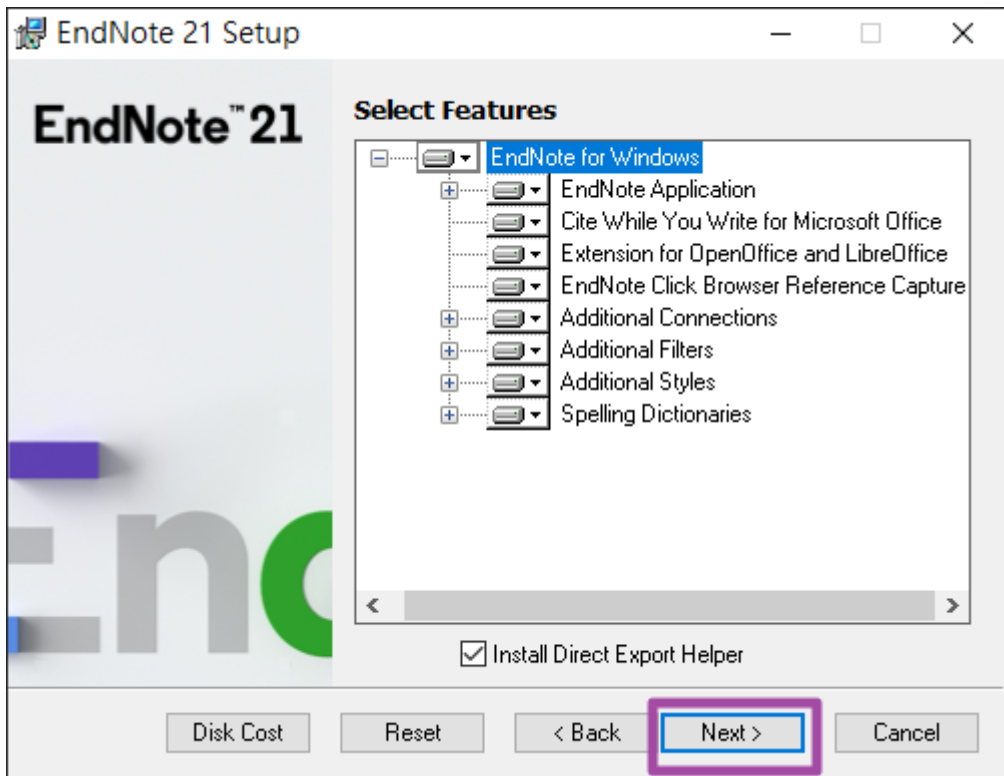 EndNote 21 Setup
EndNote™21
Select Features
EndNote for Windows
EndNote Application
Cite While You Write for Microsoft Office
Extension for OpenOffice and LibreOffice
EndNote Click Browser Reference Capture
Additional Connections
Additional Filters
Additional Styles
Spelling Dictionaries
Enc
Install Direct Export Helper
Disk Cost Reset < Back Next > Cancel